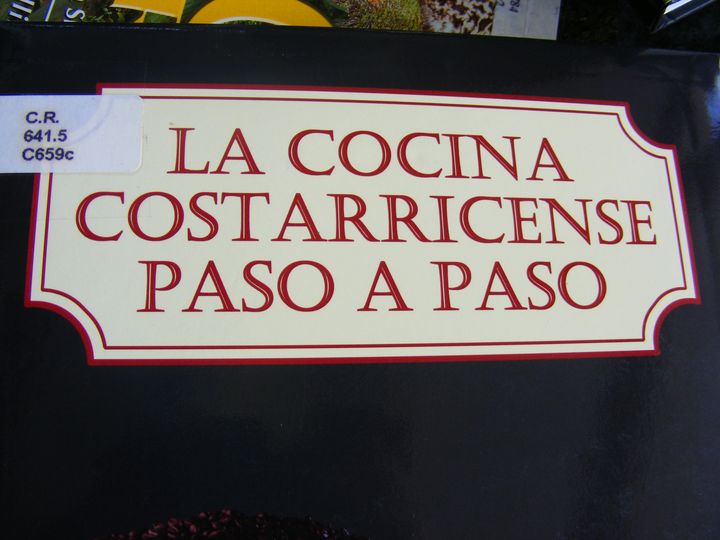 C.R.
641.5
C659c
LA COCINA
COSTARRICENSE
PASO A PASO